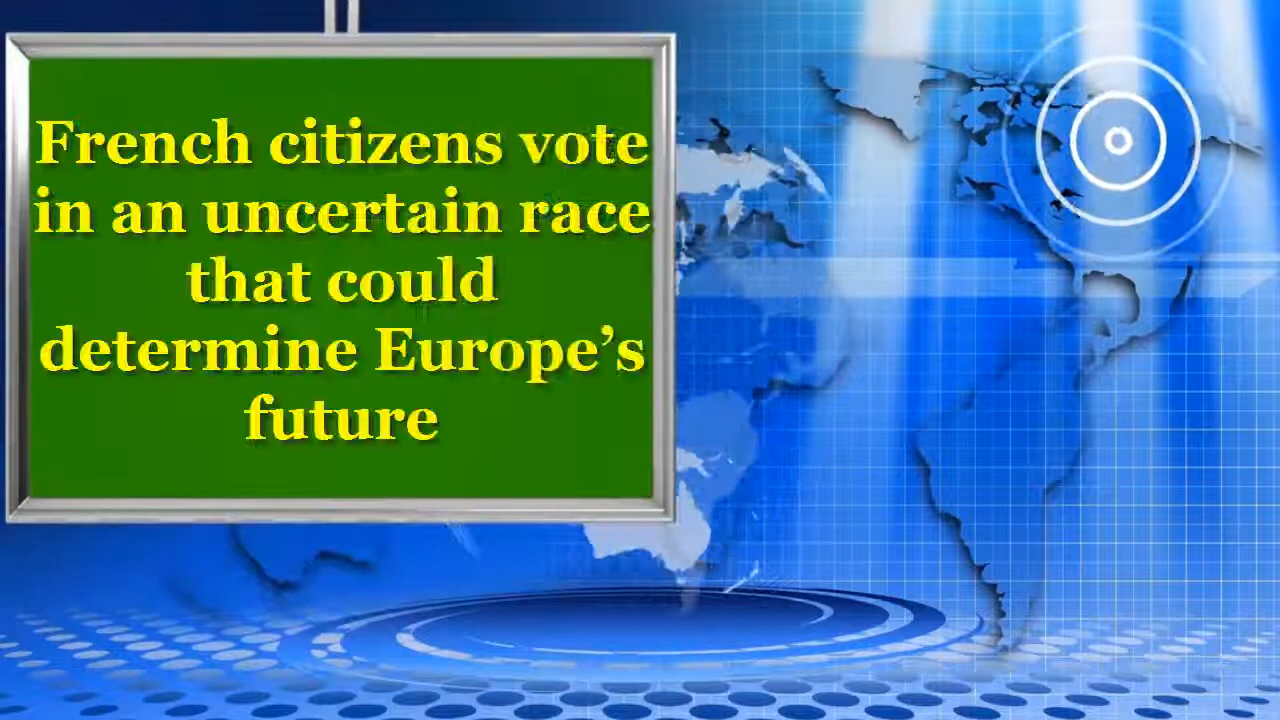 French citizens vote
in an uncertain race
that could
determine Europe’s
future